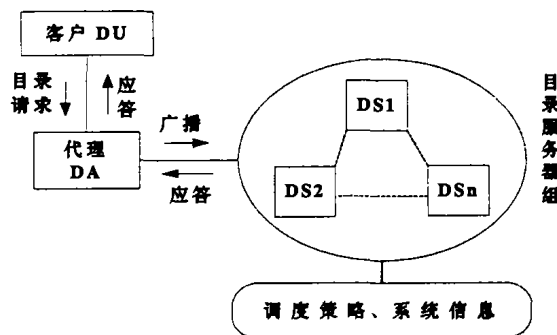 客户 DU
目录
请求
应
答
代理
DA
广播
应答
DS1
DS2
DSn
目
录
服
务
器
组
调度策略、系统信息